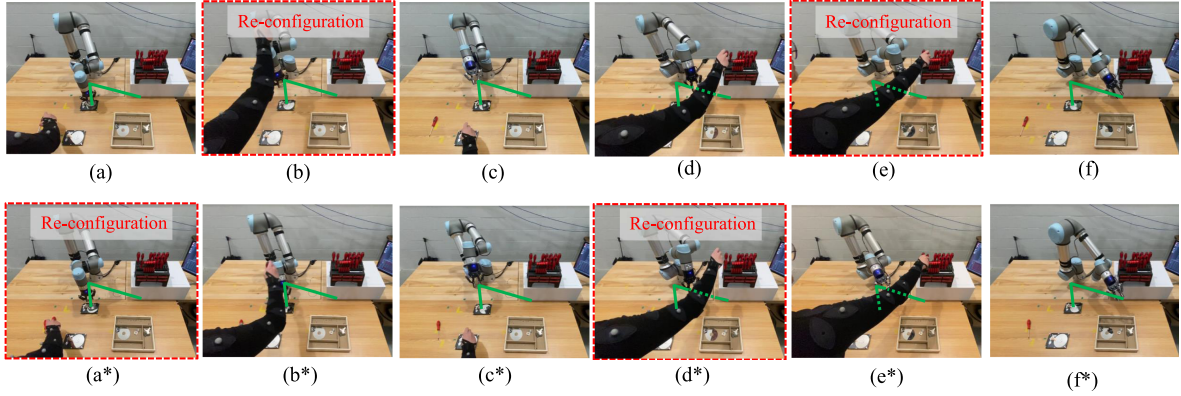 Re-configuration
Re-configuration
(a)
(b)
(c)
(d)
(e)
(f)
Re-configuration
Re-configuration
(a*)
(b*)
(c*)
(d*)
(e*)
(f*)